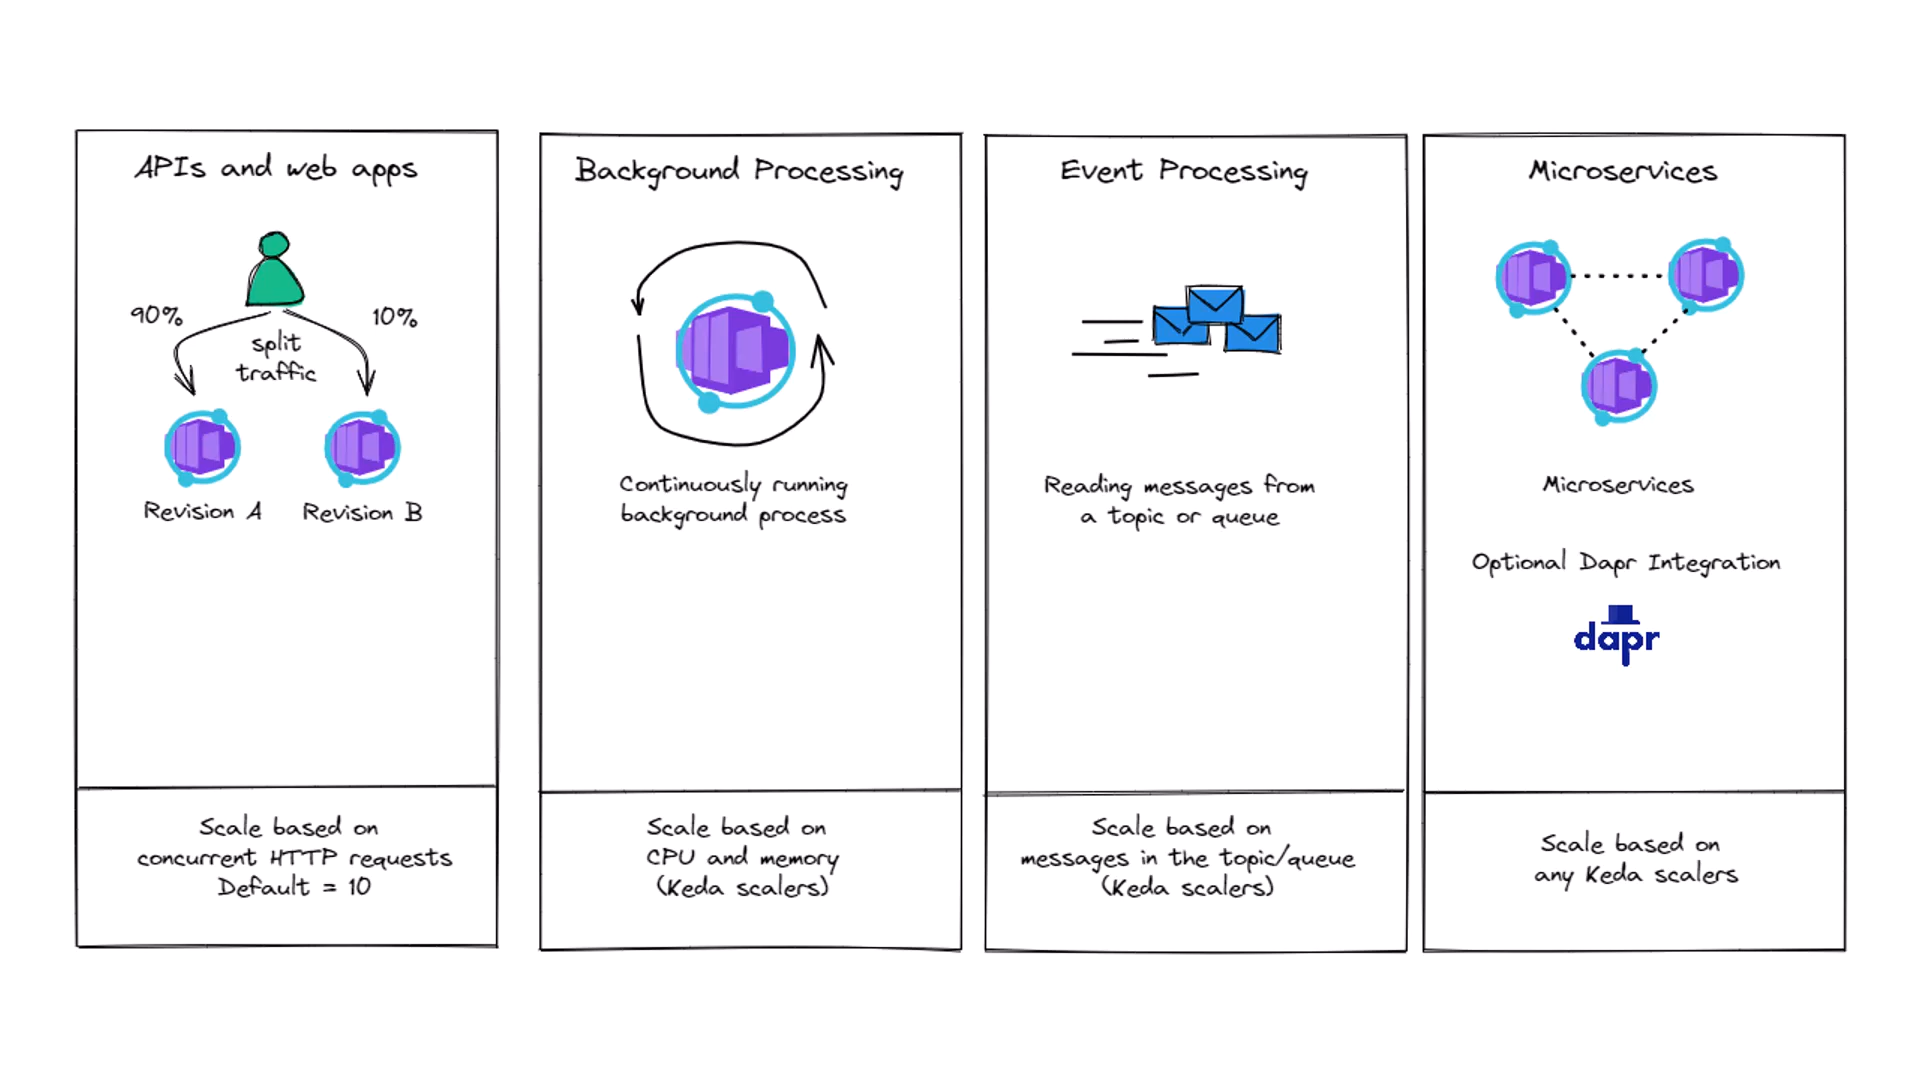 APIs and web apps
90%
10%
split
traffic
Revision A
Revision B
Scale based on
concurrent HTTP requests
Default = 10
Background Processing
Continuously running
background process
Scale based on
CPU and memory
(Keda scalers)
Event Processing
Reading messages from
a topic or queue
Scale based on
messages in the topic/queue
(Keda scalers)
Microservices
Microservices
Optional Dapr Integration
dapr
Scale based on
any Keda scalers